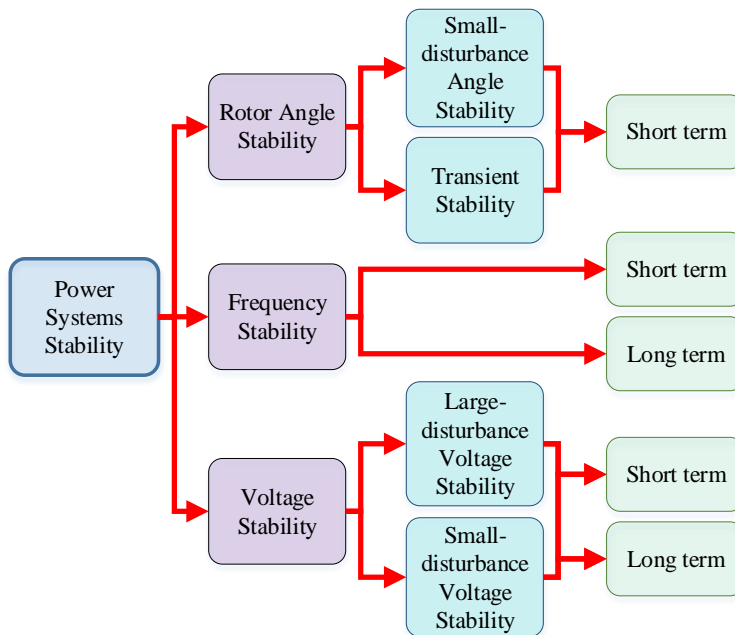 Small-
disturbance
Angle
Stability
Rotor Angle
Stability
Short term
Transient
Stability
Power
Systems
Stability
Frequency
Stability
Short term
Long term
Large-
disturbance
Voltage
Stability
Voltage
Stability
Short term
Small-
disturbance
Voltage
Stability
Long term